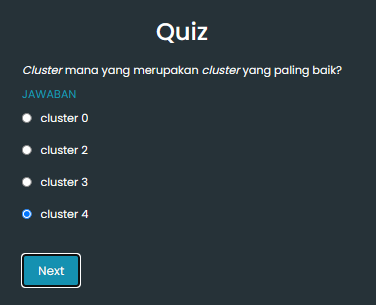 Quiz
Cluster mana yang merupakan cluster yang paling baik?
JAWABAN
cluster 0
cluster 2
cluster 3
cluster 4
Next